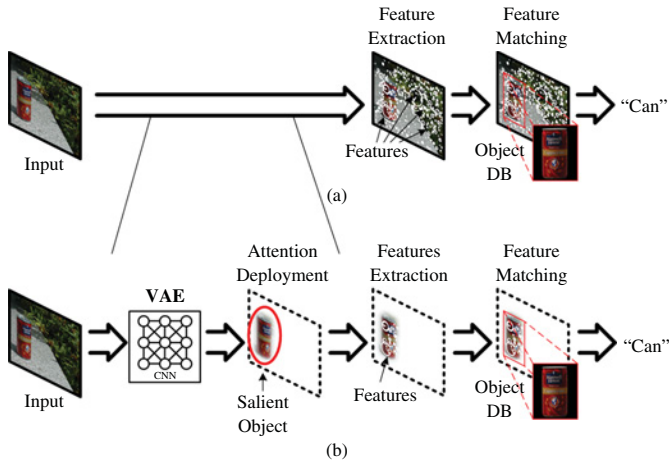 Feature
Extraction
Feature
Matching
“Can”
Input
Features
Object
DB
(a)
Attention
Deployment
Features
Extraction
Feature
Matching
VAE
CNN
“Can”
Input
Salient
Object
Features
Object
DB
(b)